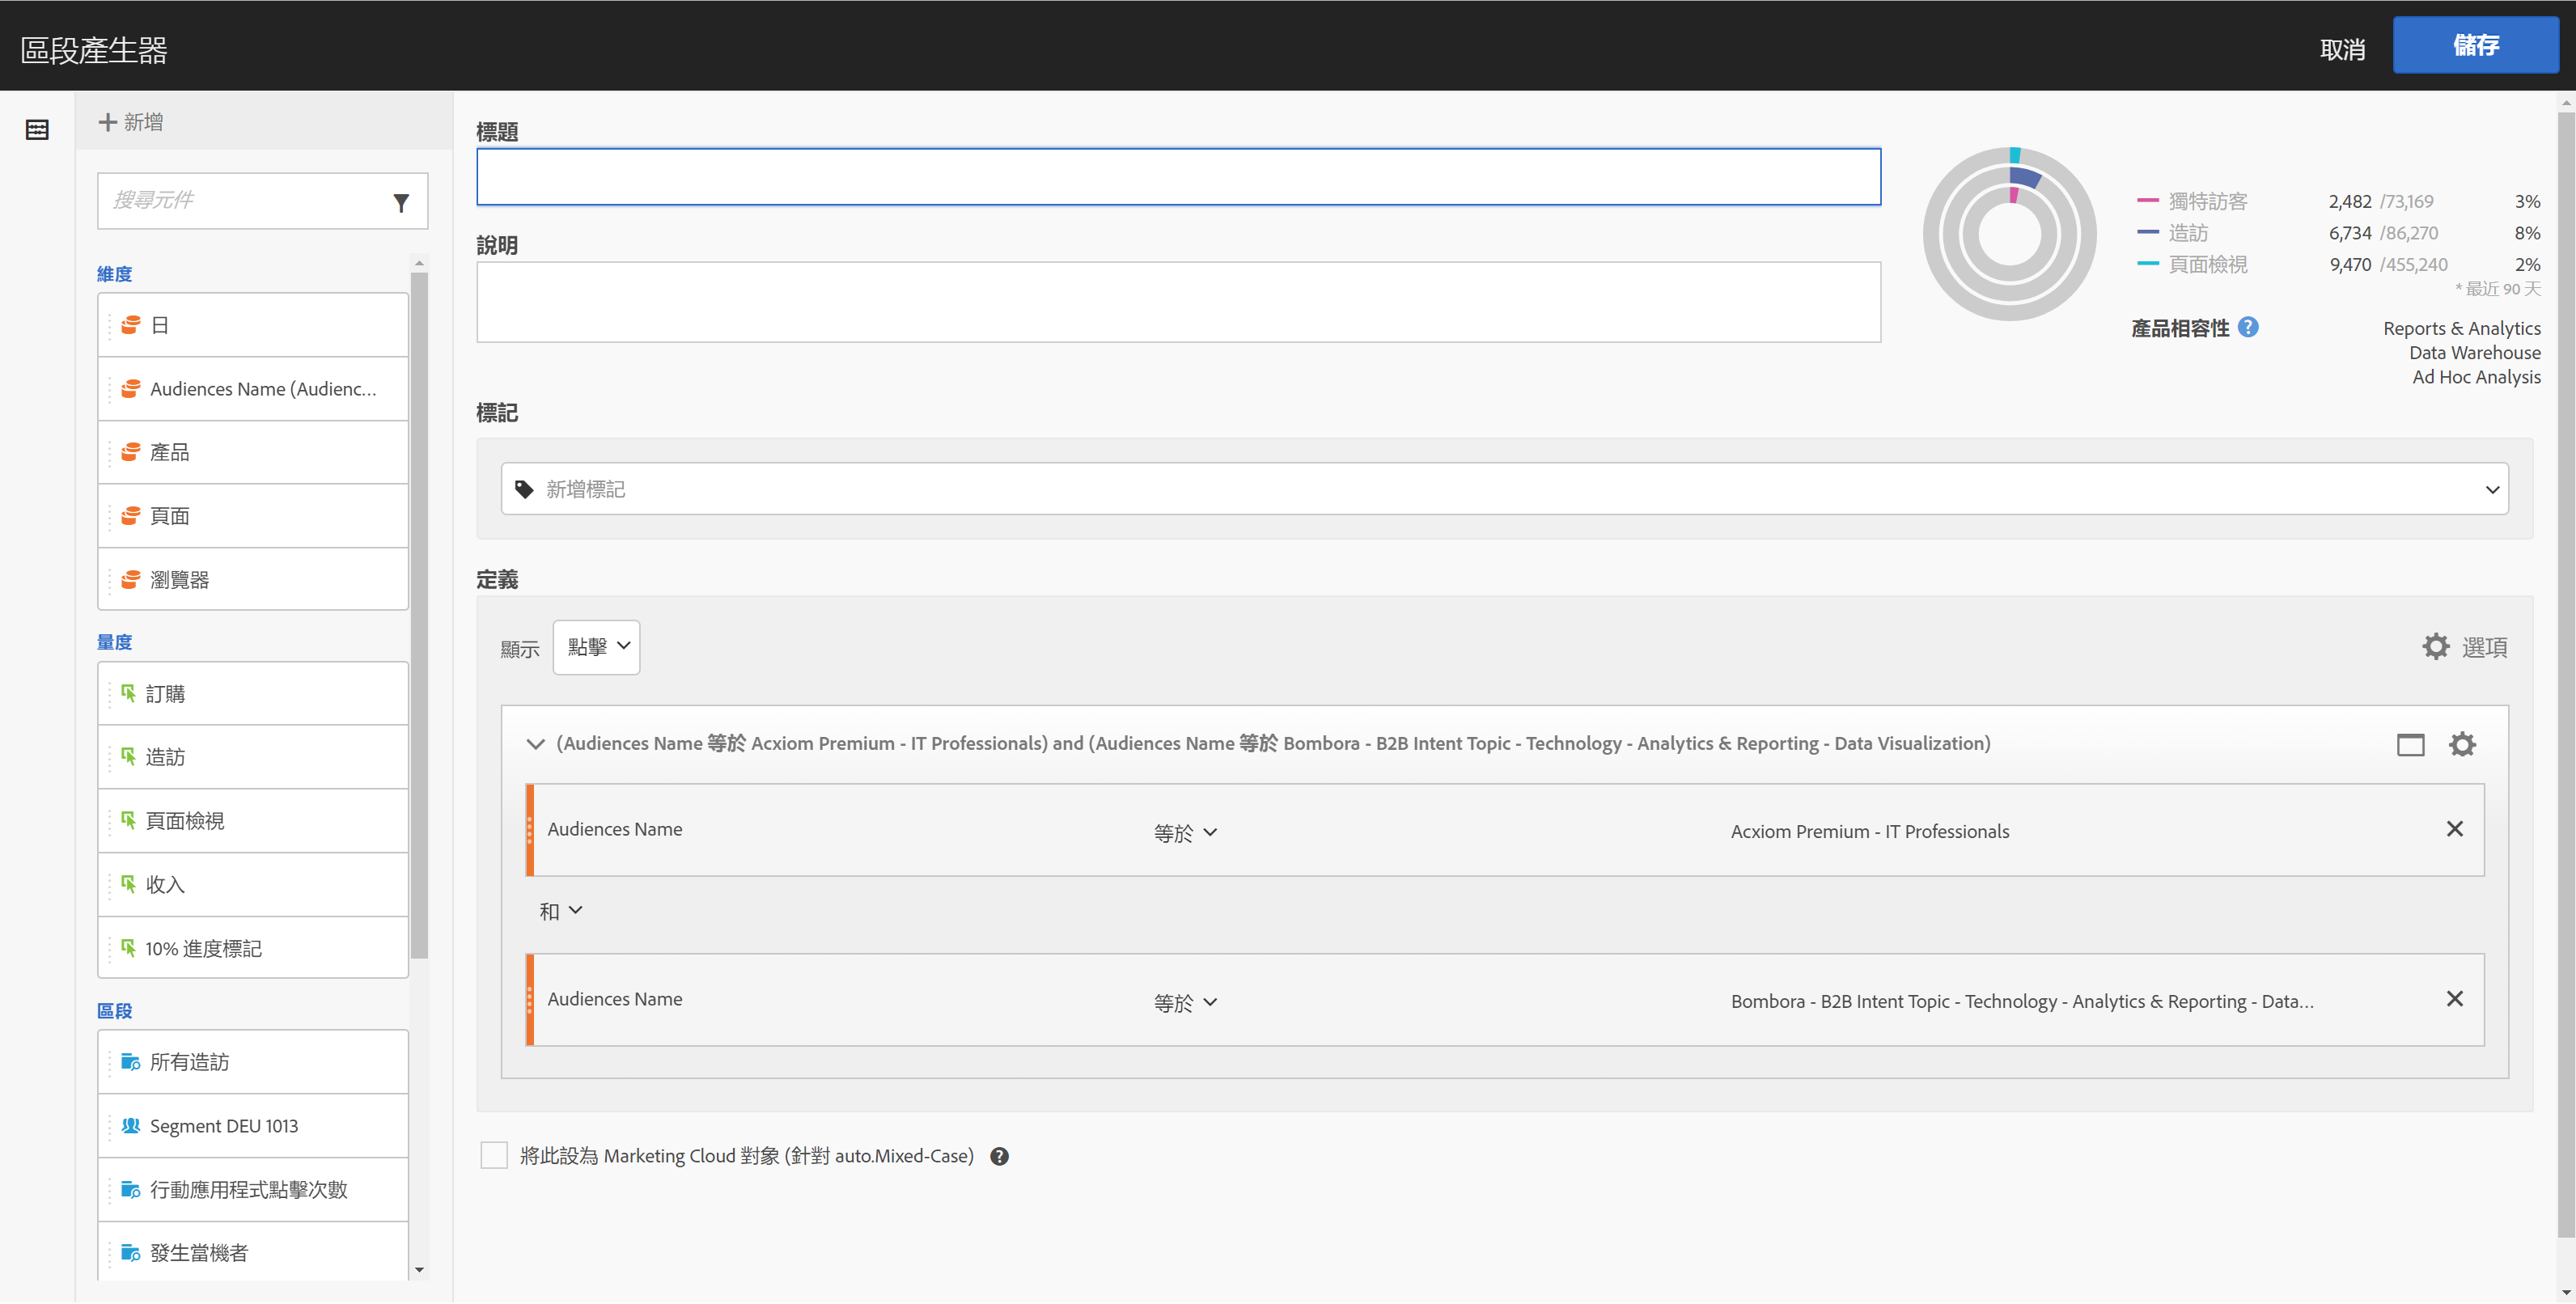 區段產生器
取消
儲存
新增
搜尋元件
維度
日
Audiences Name (Audienc...
產品
頁面
瀏覽器
量度
訂購
造訪
頁面檢視
收入
10% 進度標記
區段
所有造訪
Segment DEU 1013
行動應用程式點擊次數
發生當機者
標題
說明
獨特訪客 2,482 /73,169 3%
造訪 6,734 /86,270 8%
頁面檢視 9,470 /455,240 2%
* 最近 90 天
產品相容性 ? Reports & Analytics
Data Warehouse
Ad Hoc Analysis
標記
新增標記
定義
顯示 點擊
選項
(Audiences Name 等於 Acxiom Premium - IT Professionals) and (Audiences Name 等於 Bombora - B2B Intent Topic - Technology - Analytics & Reporting - Data Visualization)
Audiences Name 等於 Acxiom Premium - IT Professionals
和
Audiences Name 等於 Bombora - B2B Intent Topic - Technology - Analytics & Reporting - Data...
將此設為 Marketing Cloud 對象 (針對 auto.Mixed-Case) ?